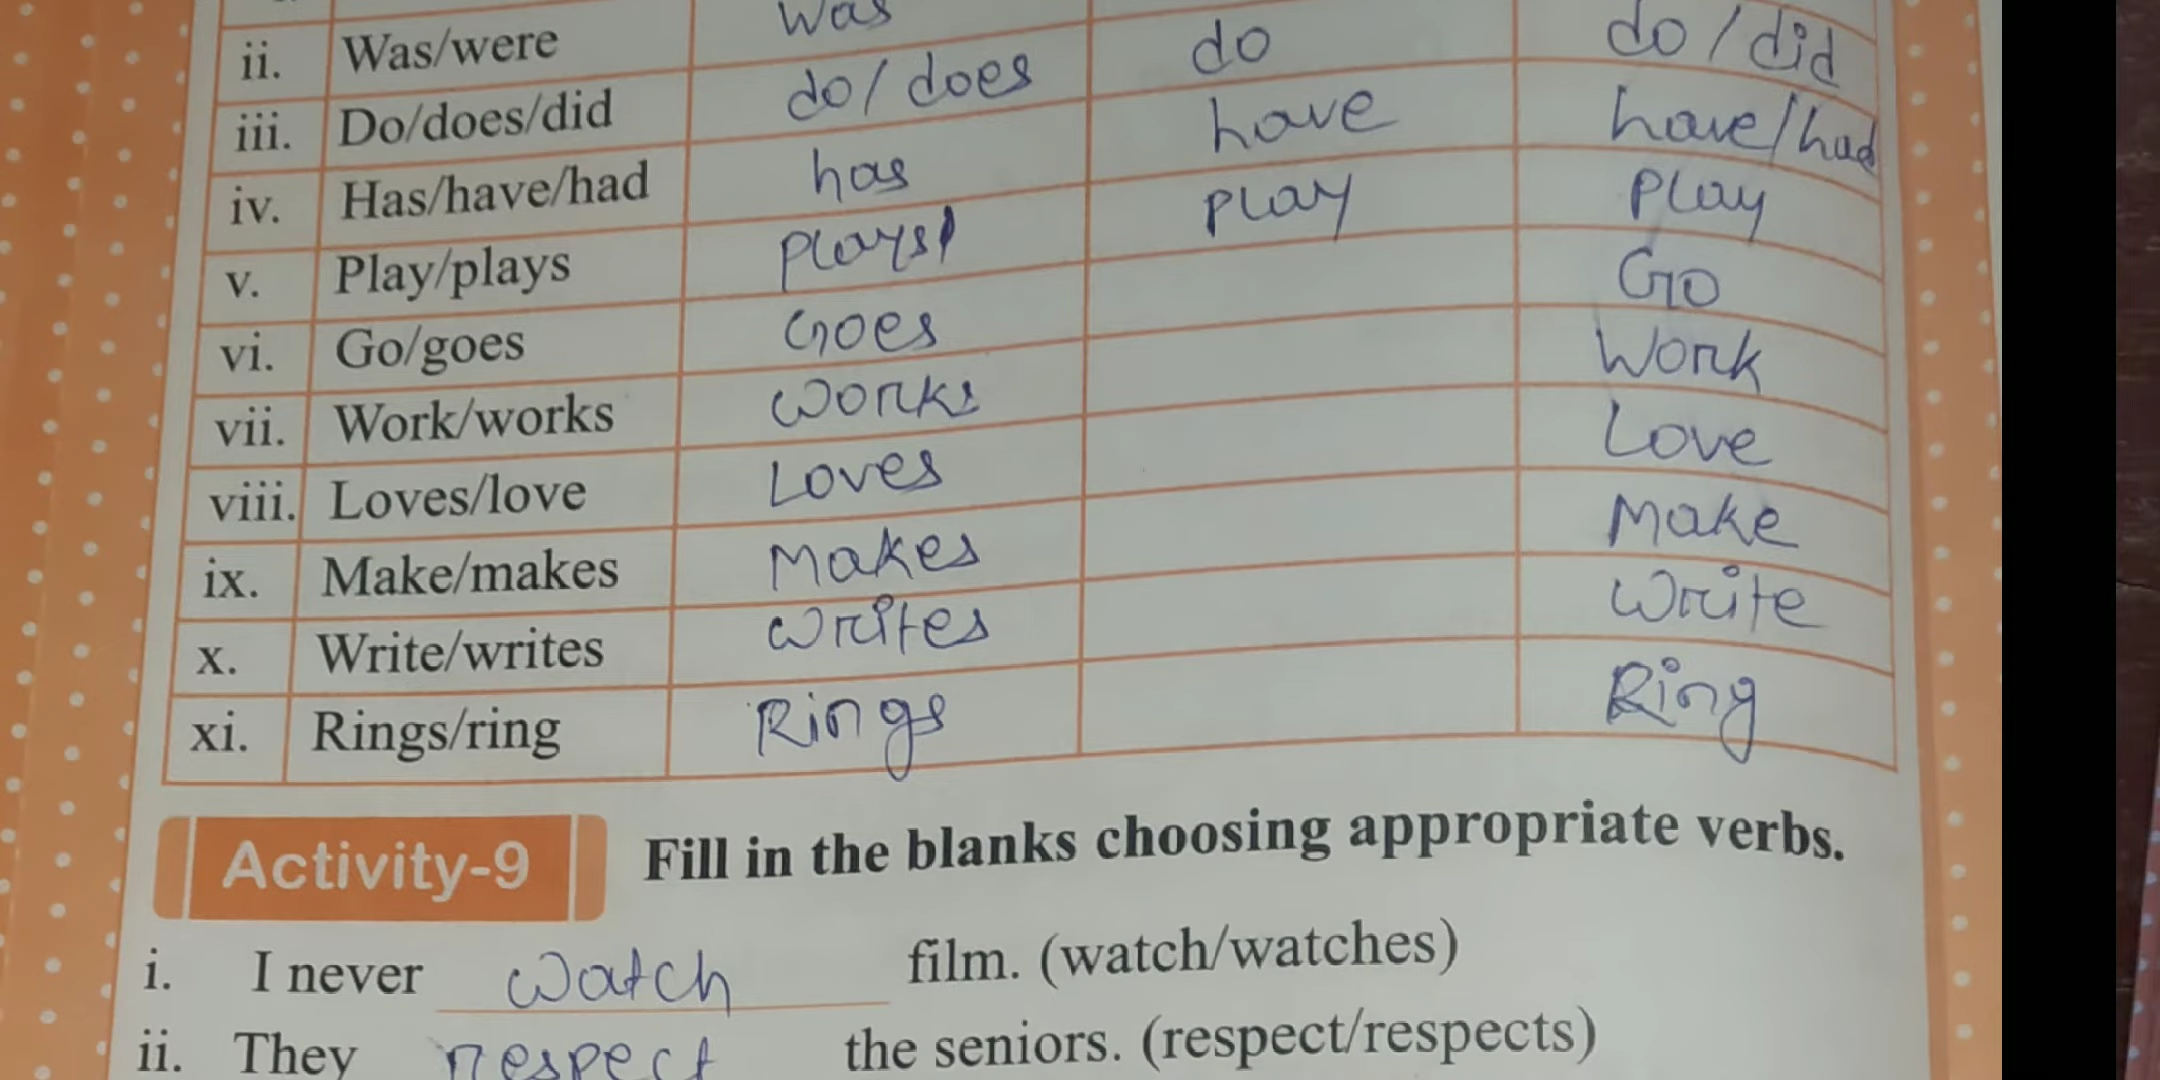 was
ii. Was/were do/does do do/did
iii. Do/does/did has have have/had
iv. Has/have/had plays play play
v. Play/plays Goes Go
vi. Go/goes works Work
vii. Work/works Loves Love
viii. Loves/love Makes Make
ix. Make/makes writes write
x. Write/writes Rings Ring
xi. Rings/ring
Activity-9 Fill in the blanks choosing appropriate verbs.
i. I never watch film. (watch/watches)
ii. They respect the seniors. (respect/respects)